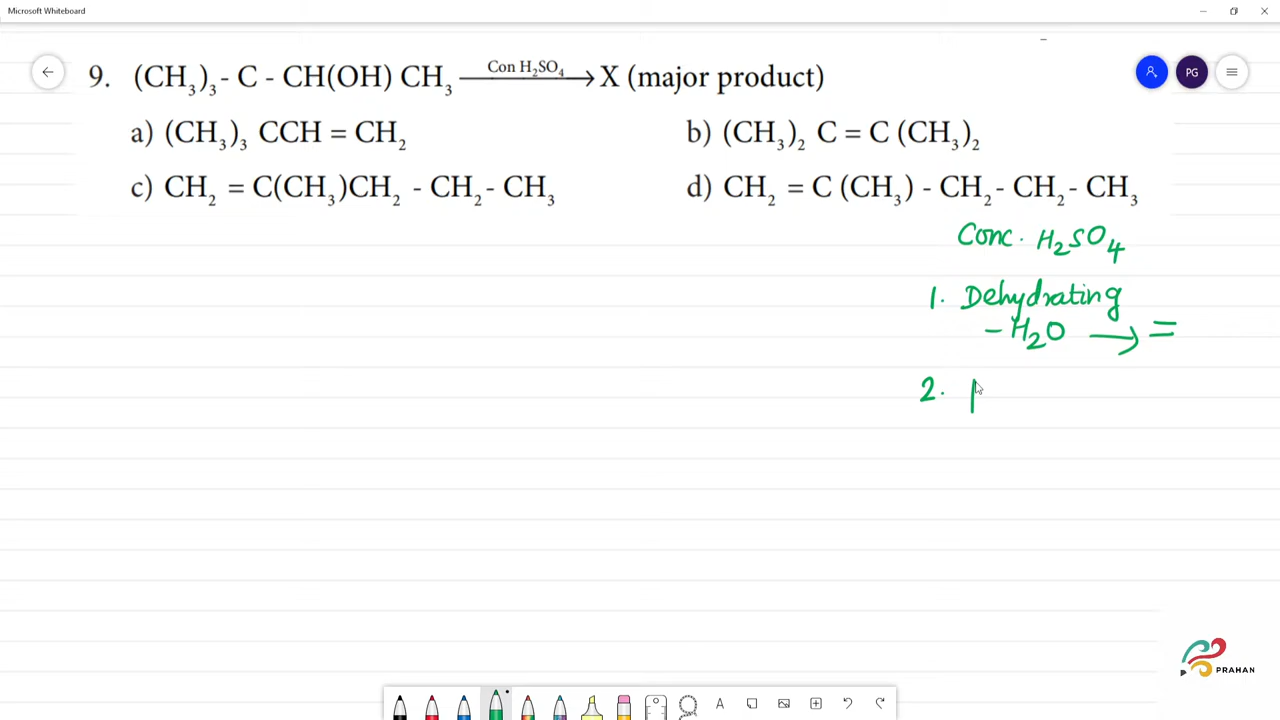 Microsoft Whiteboard
PG
9. (CH₃)₃- C - CH(OH) CH₃ Con H₂SO₄ → X (major product)
a) (CH₃)₃ CCH = CH₂
b) (CH₃)₂ C = C (CH₃)₂
c) CH₂ = C(CH₃)CH₂ - CH₂- CH₃
d) CH₂ = C (CH₃) - CH₂- CH₂- CH₃
Conc. H₂SO₄
1. Dehydrating
- H₂O → =
2.
PRAHAN
A